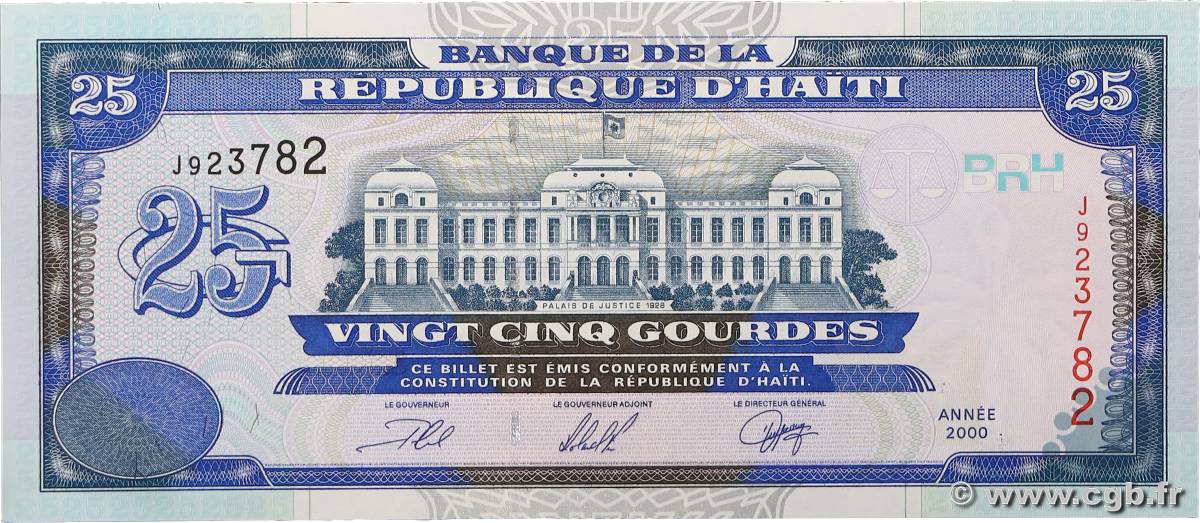 BANQUE DE LA
RÉPUBLIQUE D'HAÏTI
25
25
J923782
BRH
25
J923782
PALAIS DE JUSTICE 1928
VINGT CINQ GOURDES
CE BILLET EST ÉMIS CONFORMÉMENT À LA
CONSTITUTION DE LA RÉPUBLIQUE D'HAÏTI.
LE GOUVERNEUR
LE GOUVERNEUR ADJOINT
LE DIRECTEUR GÉNÉRAL
ANNÉE
2000
© www.cgb.fr